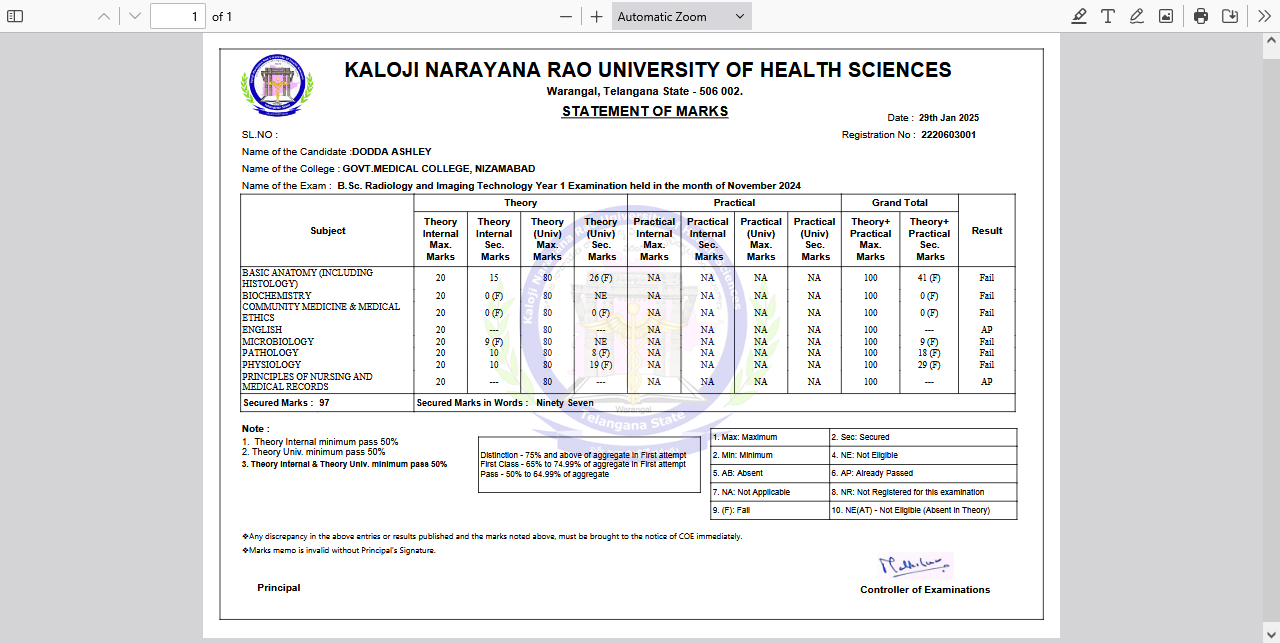 1 of 1 Automatic Zoom
KALOJI NARAYANA RAO UNIVERSITY OF HEALTH SCIENCES
Warangal, Telangana State - 506 002.
STATEMENT OF MARKS
Date : 29th Jan 2025
SL.NO :
Registration No : 2220603001
Name of the Candidate :DODDA ASHLEY
Name of the College : GOVT.MEDICAL COLLEGE, NIZAMABAD
Name of the Exam : B.Sc. Radiology and Imaging Technology Year 1 Examination held in the month of November 2024
Subject Theory Practical Grand Total Result
Theory Internal Max. Marks Theory Internal Sec. Marks Theory (Univ) Max. Marks Theory (Univ) Sec. Marks Practical Internal Max. Marks Practical Internal Sec. Marks Practical (Univ) Max. Marks Practical (Univ) Sec. Marks Theory+ Practical Max. Marks Theory+ Practical Sec. Marks
BASIC ANATOMY (INCLUDING
HISTOLOGY) 20 15 80 26 (F) NA NA NA NA 100 41 (F) Fail
BIOCHEMISTRY 20 0 (F) 80 NE NA NA NA NA 100 0 (F) Fail
COMMUNITY MEDICINE & MEDICAL
ETHICS 20 0 (F) 80 0 (F) NA NA NA NA 100 0 (F) Fail
ENGLISH 20 --- 80 --- NA NA NA NA 100 --- AP
MICROBIOLOGY 20 9 (F) 80 NE NA NA NA NA 100 9 (F) Fail
PATHOLOGY 20 10 80 8 (F) NA NA NA NA 100 18 (F) Fail
PHYSIOLOGY 20 10 80 19 (F) NA NA NA NA 100 29 (F) Fail
PRINCIPLES OF NURSING AND
MEDICAL RECORDS 20 --- 80 --- NA NA NA NA 100 --- AP
Secured Marks : 97 Secured Marks in Words : Ninety Seven
Warangal
Telangana State
Note :
1. Theory Internal minimum pass 50%
2. Theory Univ. minimum pass 50%
3. Theory Internal & Theory Univ. minimum pass 50%
Distinction - 75% and above of aggregate in First attempt
First Class - 65% to 74.99% of aggregate in First attempt
Pass - 50% to 64.99% of aggregate
1. Max: Maximum 2. Sec: Secured
2. Min: Minimum 4. NE: Not Eligible
5. AB: Absent 6. AP: Already Passed
7. NA: Not Applicable 8. NR: Not Registered for this examination
9. (F): Fail 10. NE(AT) - Not Eligible (Absent in Theory)
❖Any discrepancy in the above entries or results published and the marks noted above, must be brought to the notice of COE immediately.
❖Marks memo is invalid without Principal's Signature.
Principal
Controller of Examinations